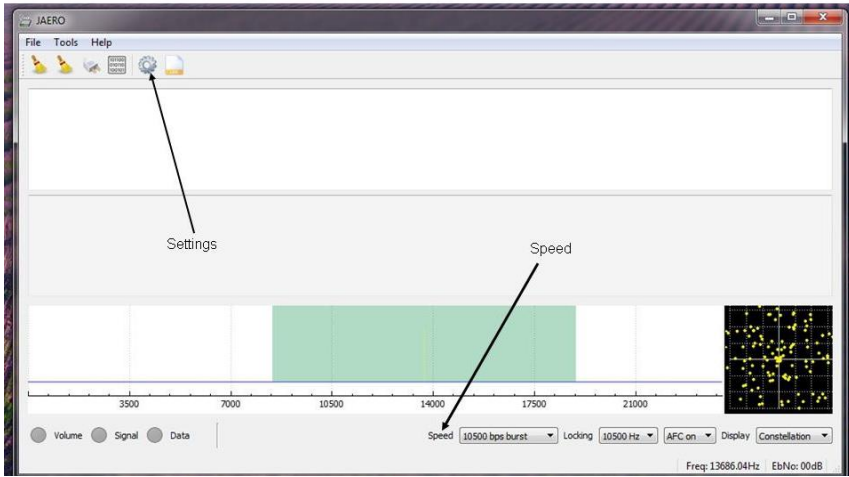 JAERO
File Tools Help
Settings
Speed
3500 7000 10500 14000 17500 21000
Volume Signal Data Speed 10500 bps burst Locking 10500 Hz AFC on Display Constellation
Freq: 13686.04Hz EbNo: 00dB